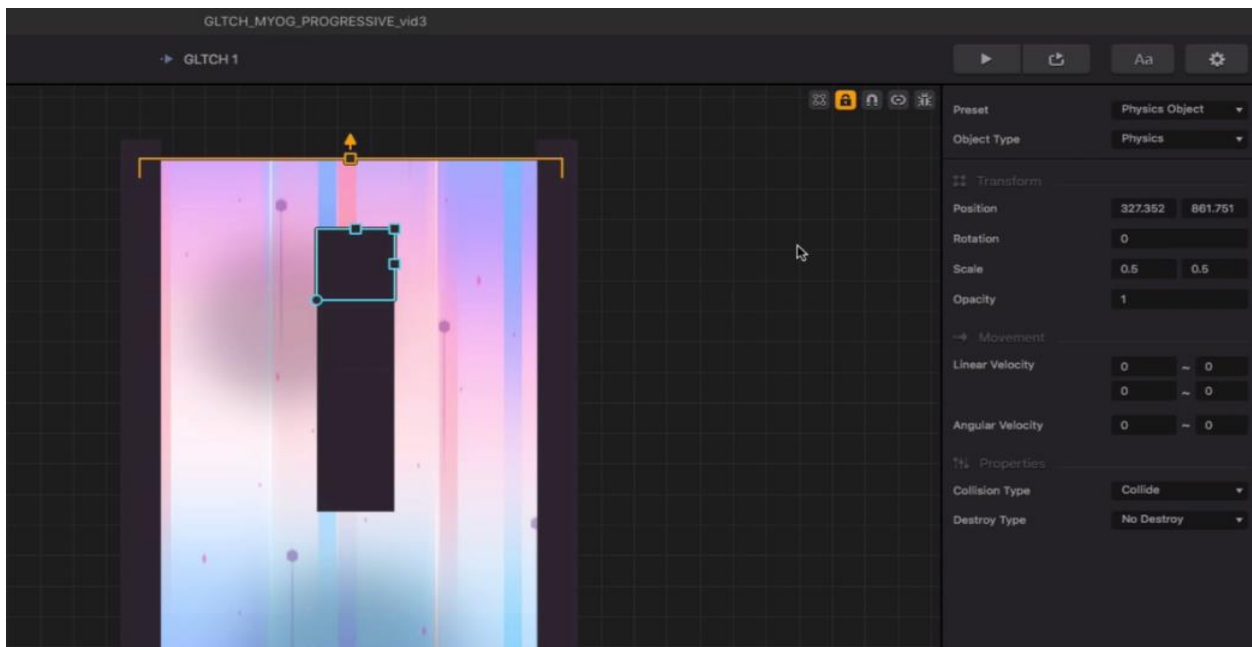 GLTCH_MYOG_PROGRESSIVE_vid3
GLTCH 1
Aa
Preset Physics Object
Object Type Physics
Transform
Position 327.352 861.751
Rotation 0
Scale 0.5 0.5
Opacity 1
Movement
Linear Velocity 0 ~ 0
0 ~ 0
Angular Velocity 0 ~ 0
Properties
Collision Type Collide
Destroy Type No Destroy